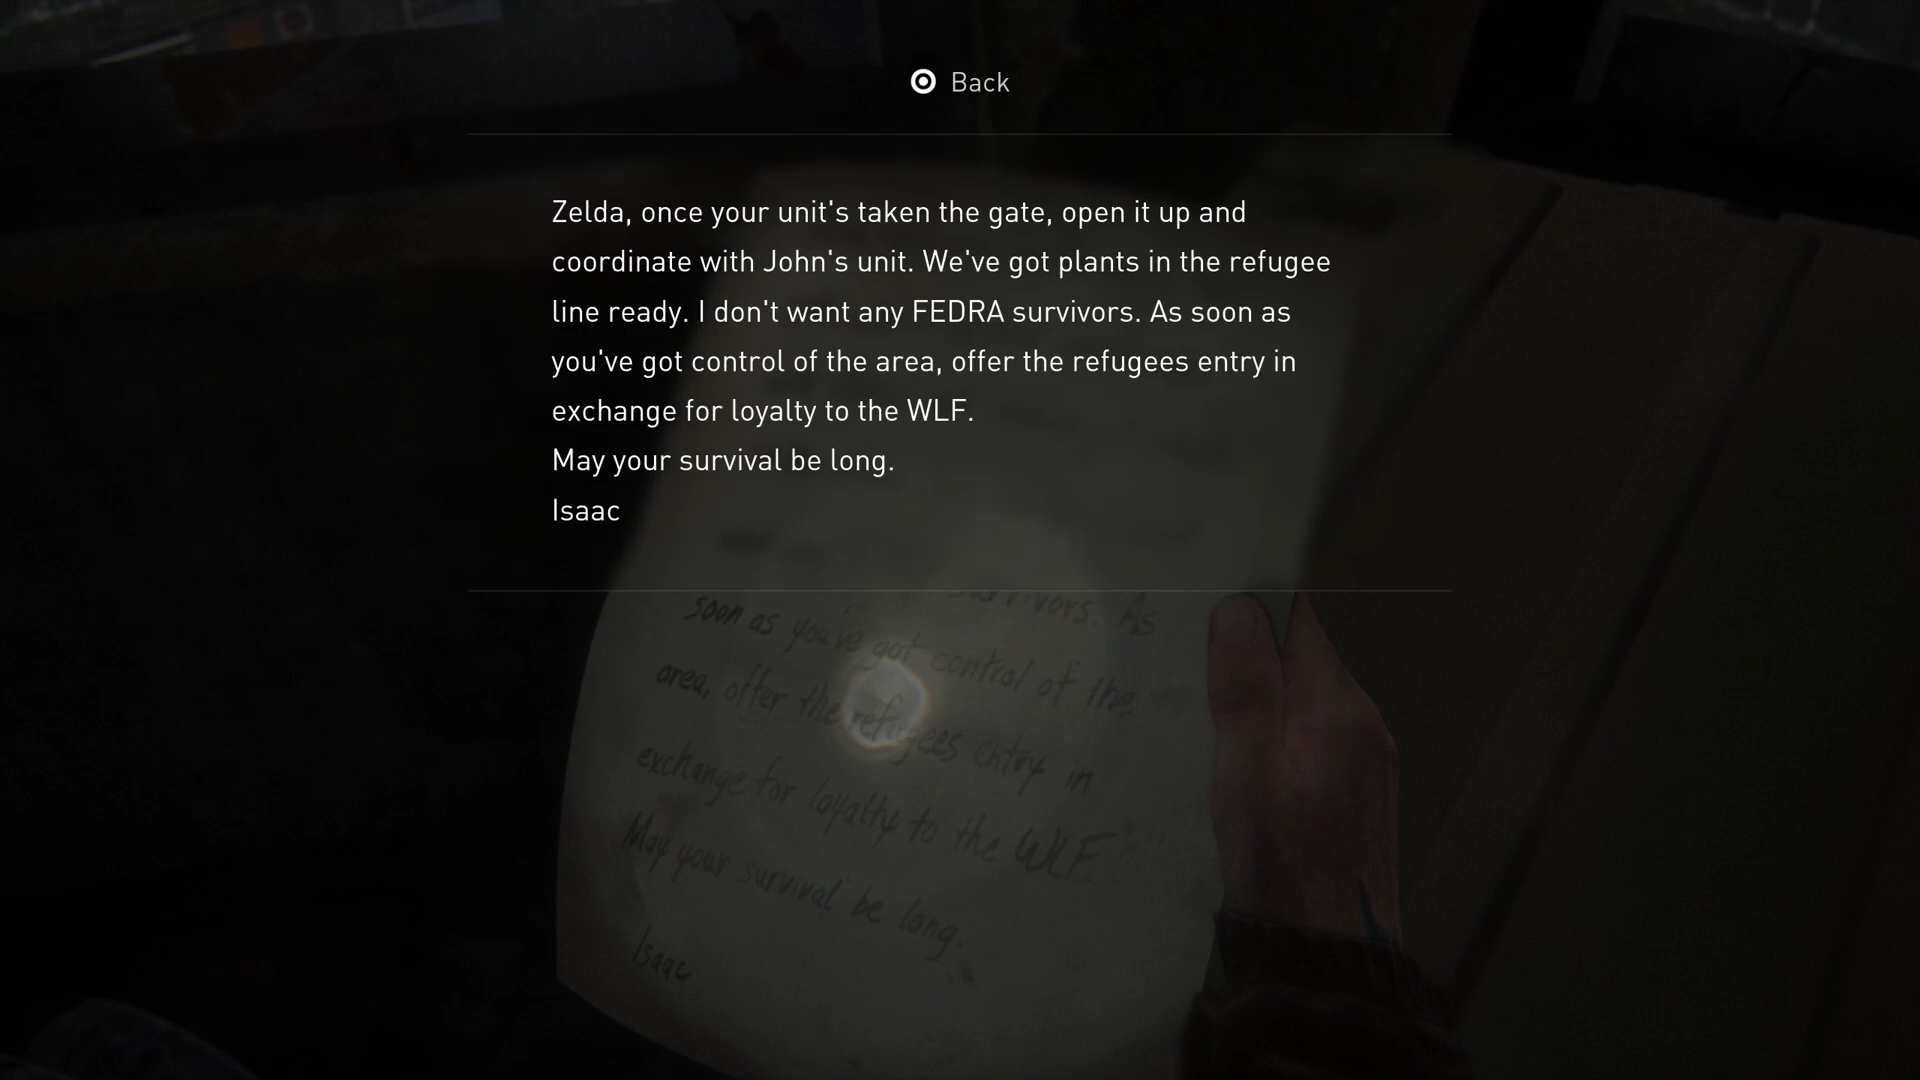 Back
Zelda, once your unit's taken the gate, open it up and
coordinate with John's unit. We've got plants in the refugee
line ready. I don't want any FEDRA survivors. As soon as
you've got control of the area, offer the refugees entry in
exchange for loyalty to the WLF.
May your survival be long.
Isaac
survivors. As
soon as you've got control of the
area, offer the refugees entry in
exchange for loyalty to the WLF.
May your survival be long.
Isaac